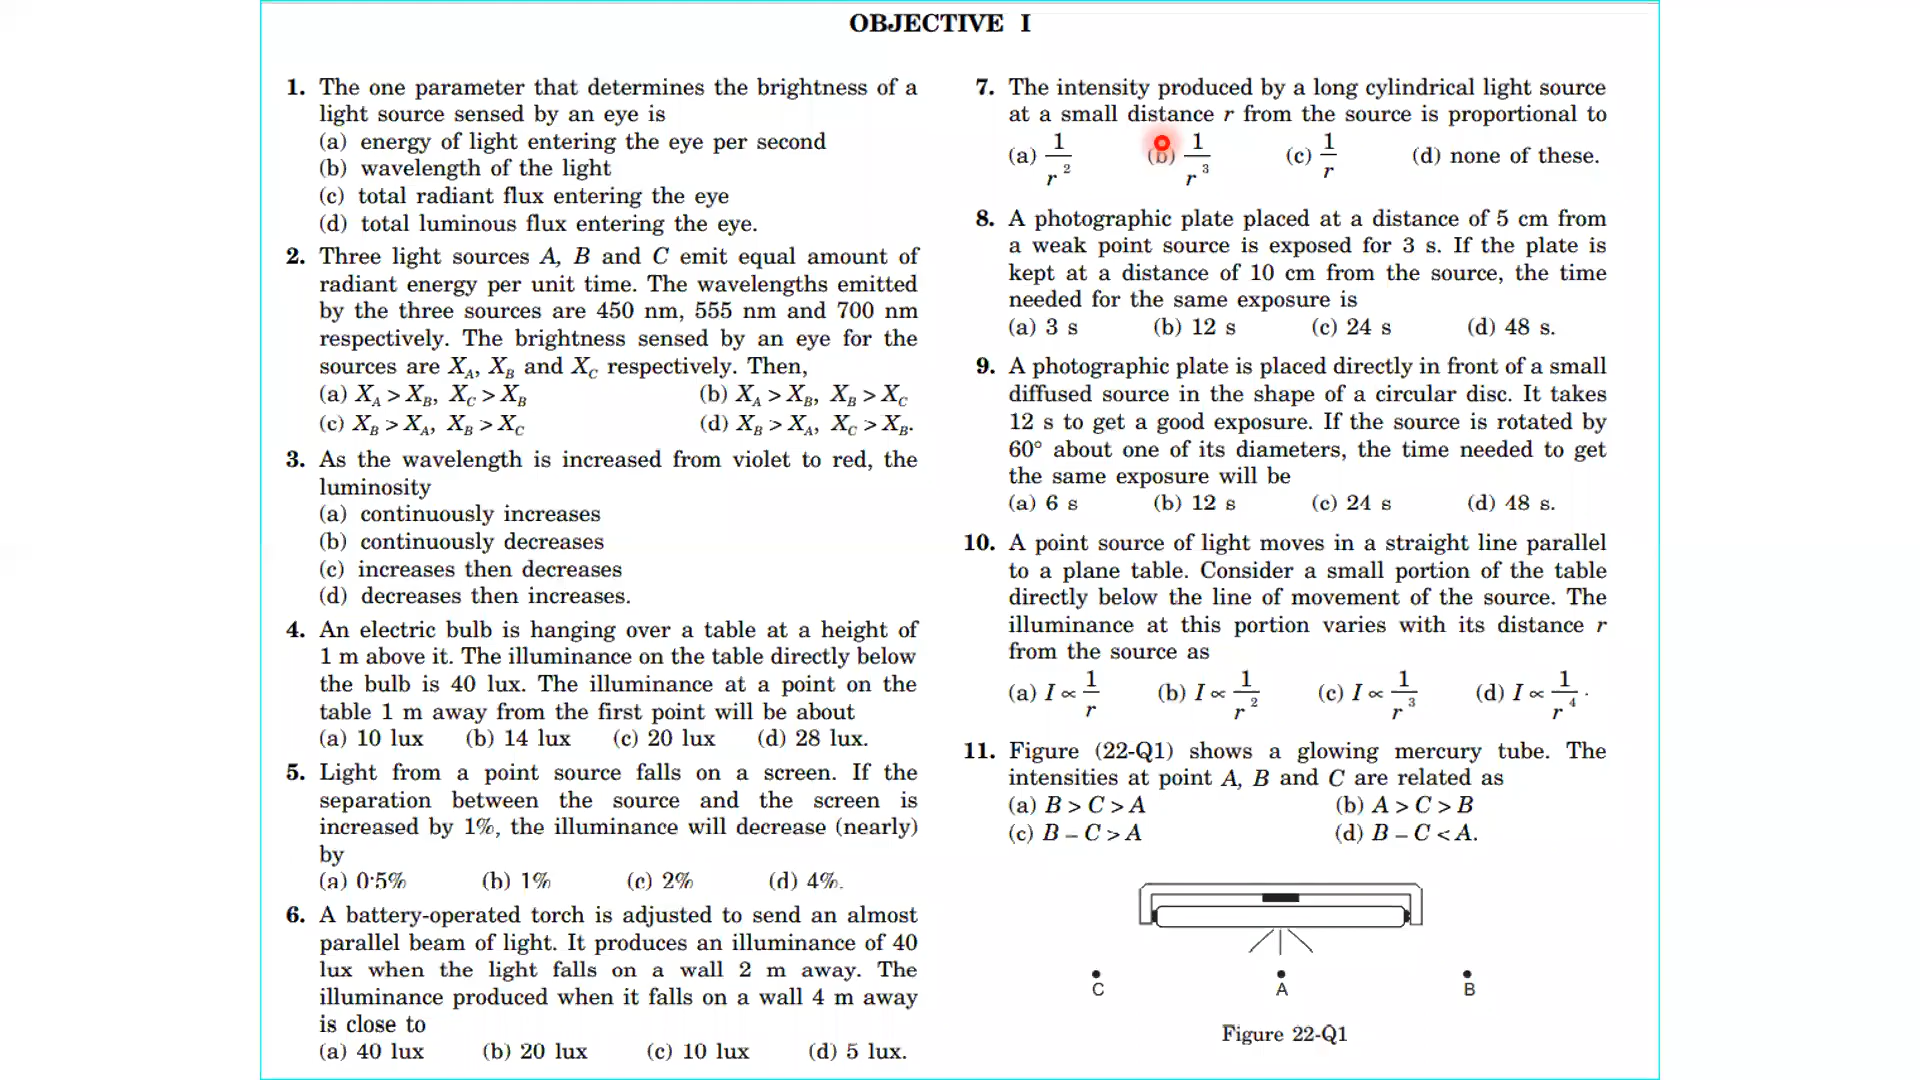 OBJECTIVE I
1. The one parameter that determines the brightness of a
light source sensed by an eye is
(a) energy of light entering the eye per second
(b) wavelength of the light
(c) total radiant flux entering the eye
(d) total luminous flux entering the eye.
2. Three light sources A, B and C emit equal amount of
radiant energy per unit time. The wavelengths emitted
by the three sources are 450 nm, 555 nm and 700 nm
respectively. The brightness sensed by an eye for the
sources are X_A, X_B and X_C respectively. Then,
(a) X_A > X_B, X_C > X_B (b) X_A > X_B, X_B > X_C
(c) X_B > X_A, X_B > X_C (d) X_B > X_A, X_C > X_B.
3. As the wavelength is increased from violet to red, the
luminosity
(a) continuously increases
(b) continuously decreases
(c) increases then decreases
(d) decreases then increases.
4. An electric bulb is hanging over a table at a height of
1 m above it. The illuminance on the table directly below
the bulb is 40 lux. The illuminance at a point on the
table 1 m away from the first point will be about
(a) 10 lux (b) 14 lux (c) 20 lux (d) 28 lux.
5. Light from a point source falls on a screen. If the
separation between the source and the screen is
increased by 1%, the illuminance will decrease (nearly)
by
(a) 0·5% (b) 1% (c) 2% (d) 4%.
6. A battery-operated torch is adjusted to send an almost
parallel beam of light. It produces an illuminance of 40
lux when the light falls on a wall 2 m away. The
illuminance produced when it falls on a wall 4 m away
is close to
(a) 40 lux (b) 20 lux (c) 10 lux (d) 5 lux.
7. The intensity produced by a long cylindrical light source
at a small distance r from the source is proportional to
(a) 1/r² (b) 1/r³ (c) 1/r (d) none of these.
8. A photographic plate placed at a distance of 5 cm from
a weak point source is exposed for 3 s. If the plate is
kept at a distance of 10 cm from the source, the time
needed for the same exposure is
(a) 3 s (b) 12 s (c) 24 s (d) 48 s.
9. A photographic plate is placed directly in front of a small
diffused source in the shape of a circular disc. It takes
12 s to get a good exposure. If the source is rotated by
60° about one of its diameters, the time needed to get
the same exposure will be
(a) 6 s (b) 12 s (c) 24 s (d) 48 s.
10. A point source of light moves in a straight line parallel
to a plane table. Consider a small portion of the table
directly below the line of movement of the source. The
illuminance at this portion varies with its distance r
from the source as
(a) I ∝ 1/r (b) I ∝ 1/r² (c) I ∝ 1/r³ (d) I ∝ 1/r⁴ ·
11. Figure (22-Q1) shows a glowing mercury tube. The
intensities at point A, B and C are related as
(a) B > C > A (b) A > C > B
(c) B – C > A (d) B – C < A.
C A B
Figure 22-Q1